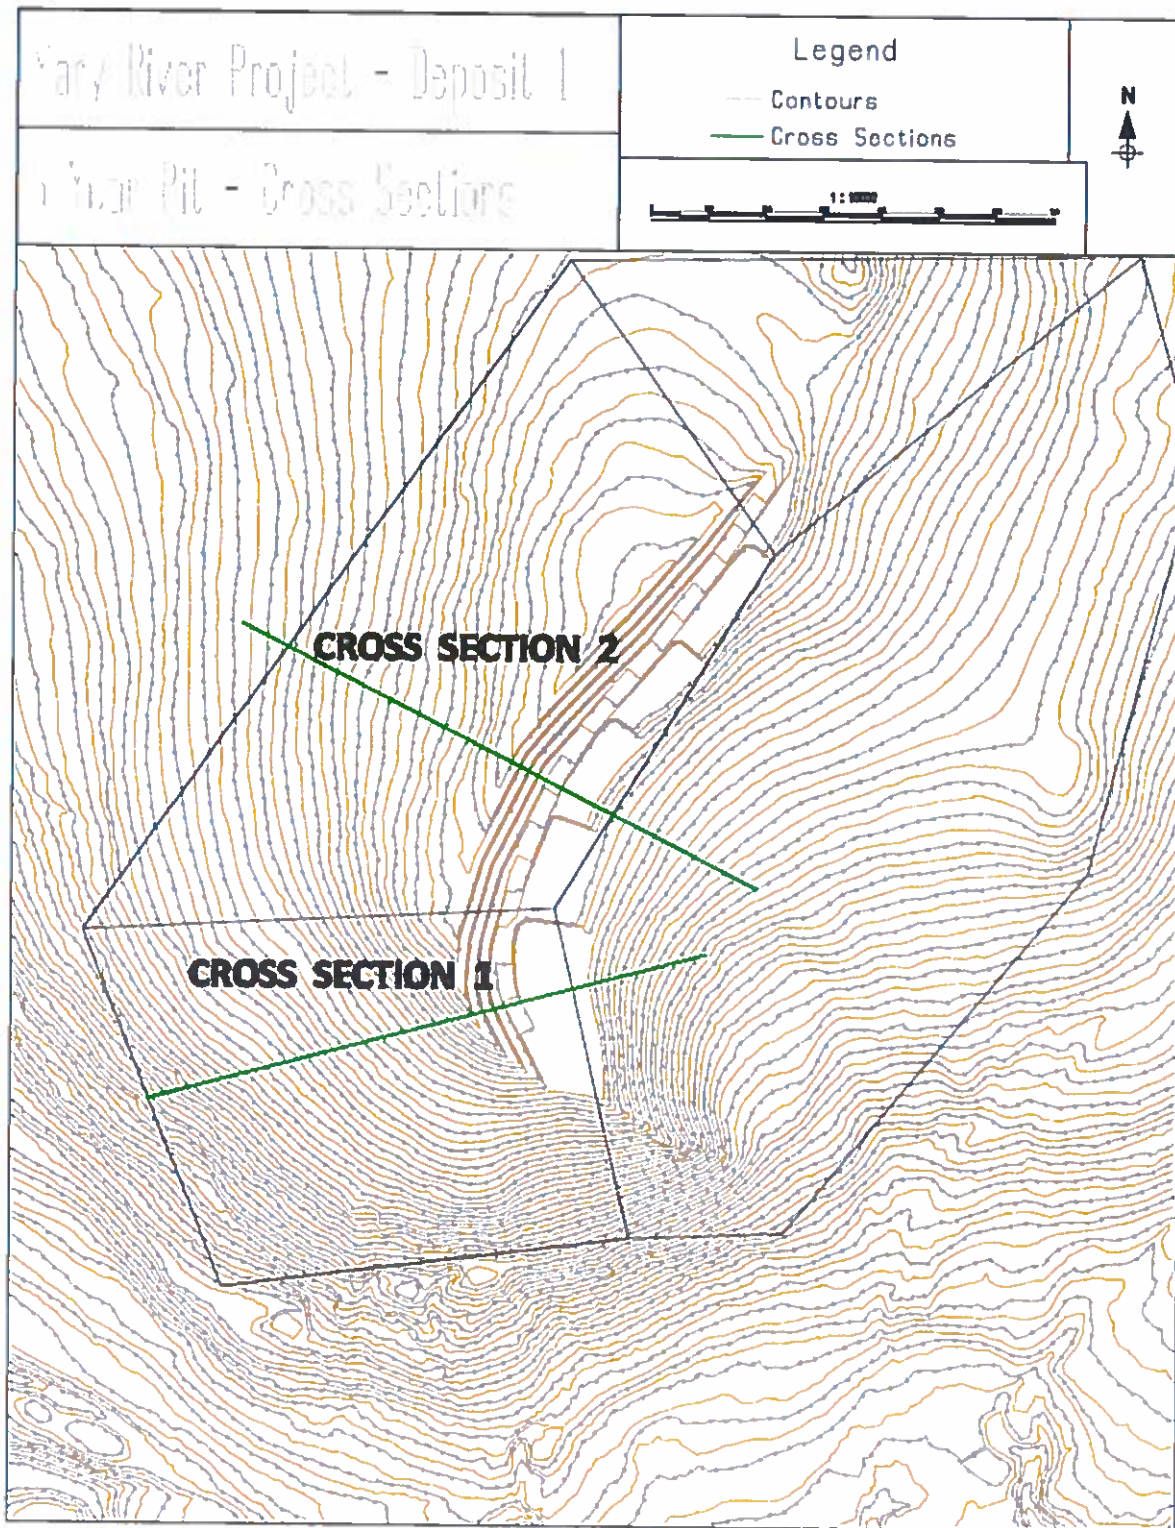 River Project - Deposit 1
Pit - Cross Sections
Legend
Contours
Cross Sections
N
CROSS SECTION 2
CROSS SECTION 1